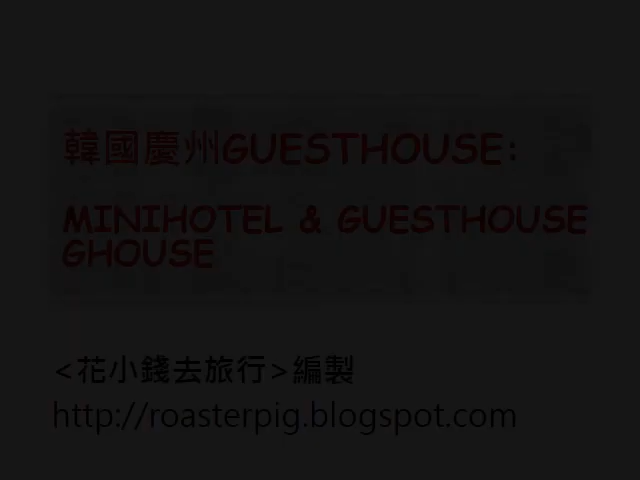 韓國慶州GUESTHOUSE:
MINIHOTEL & GUESTHOUSE
GHOUSE
<花小錢去旅行>編製
http://roasterpig.blogspot.com